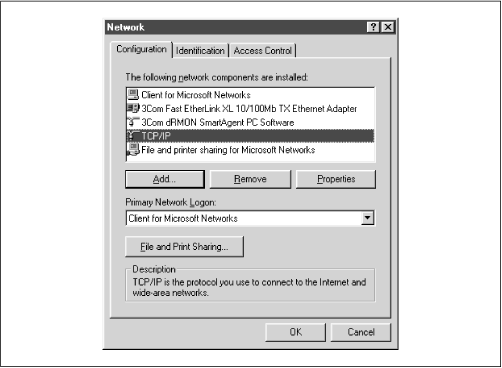 Network
Configuration Identification Access Control
The following network components are installed:
Client for Microsoft Networks
3Com Fast EtherLink XL 10/100Mb TX Ethernet Adapter
3Com dRMON SmartAgent PC Software
TCP/IP
File and printer sharing for Microsoft Networks
Add... Remove Properties
Primary Network Logon:
Client for Microsoft Networks
File and Print Sharing...
Description
TCP/IP is the protocol you use to connect to the Internet and
wide-area networks.
OK Cancel